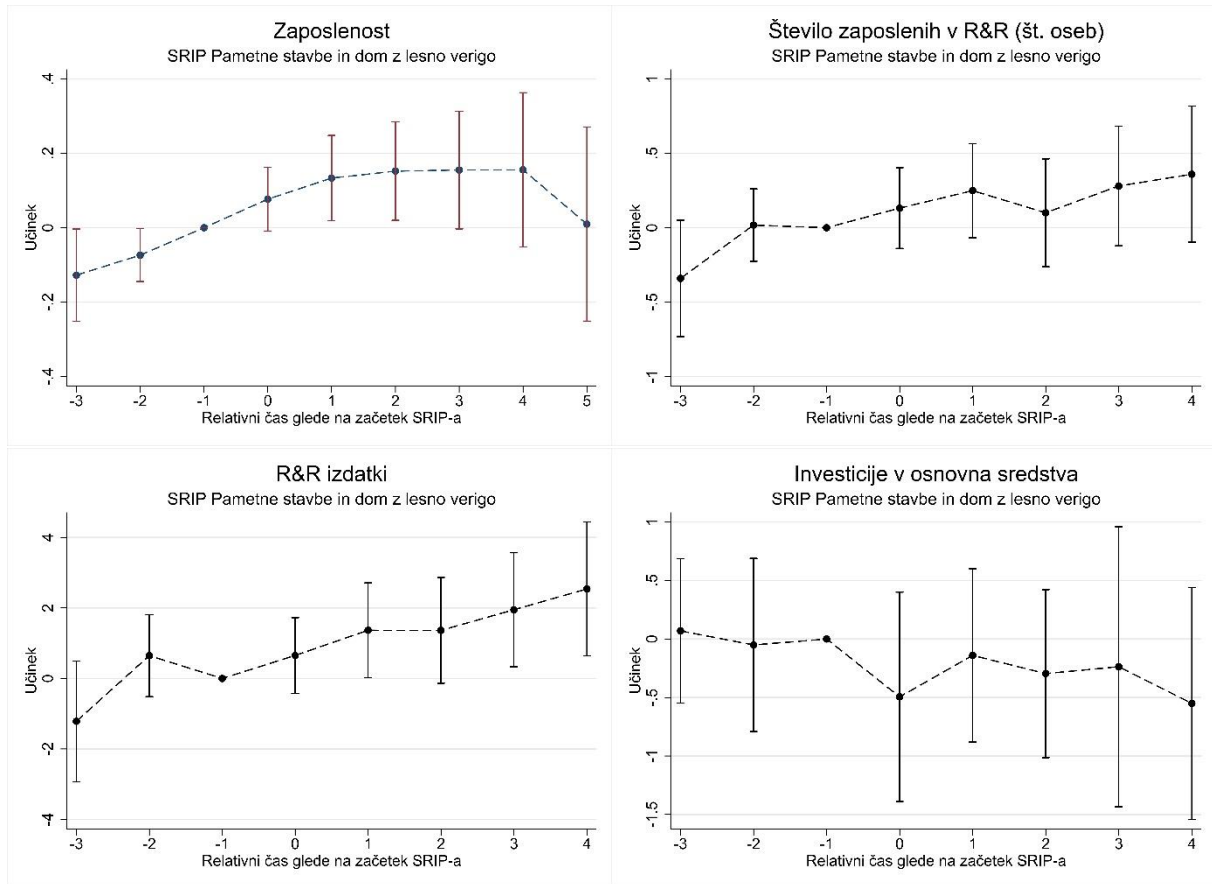 Zaposlenost
SRIP Pametne stavbe in dom z lesno verigo
Učinek
.4
.2
0
-.2
-.4
-3 -2 -1 0 1 2 3 4 5
Relativni čas glede na začetek SRIP-a
Število zaposlenih v R&R (št. oseb)
SRIP Pametne stavbe in dom z lesno verigo
Učinek
1
.5
0
-.5
-1
-3 -2 -1 0 1 2 3 4
Relativni čas glede na začetek SRIP-a
R&R izdatki
SRIP Pametne stavbe in dom z lesno verigo
Učinek
4
2
0
-2
-4
-3 -2 -1 0 1 2 3 4
Relativni čas glede na začetek SRIP-a
Investicije v osnovna sredstva
SRIP Pametne stavbe in dom z lesno verigo
Učinek
1
.5
0
-.5
-1
-1.5
-3 -2 -1 0 1 2 3 4
Relativni čas glede na začetek SRIP-a